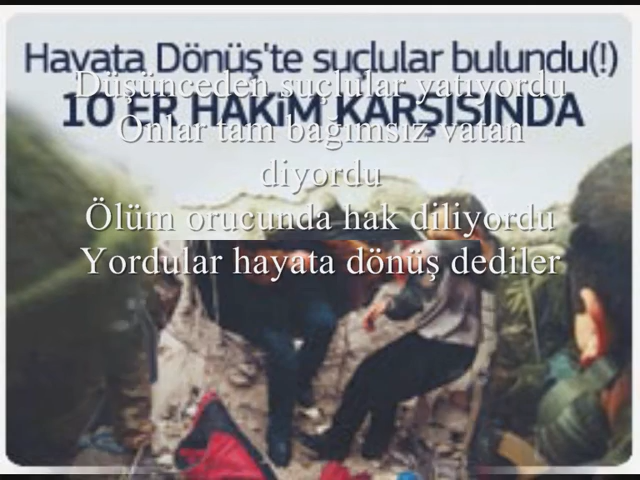 Hayata Dönüş'te suçlular bulundu(!)
Düşünceden suçlular yatıyordu
10 ER HAKİM KARŞISINDA
Onlar tam bağımsız vatan
diyordu
Ölüm orucunda hak diliyordu
Yordular hayata dönüş dediler